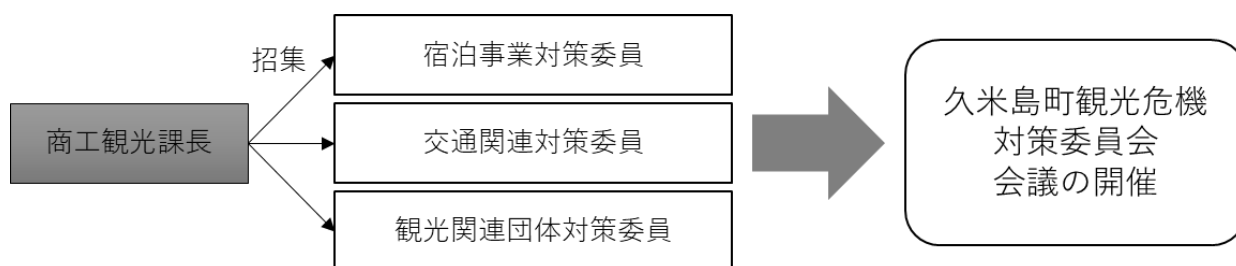 商工観光課長
招集
宿泊事業対策委員
交通関連対策委員
観光関連団体対策委員
久米島町観光危機
対策委員会
会議の開催